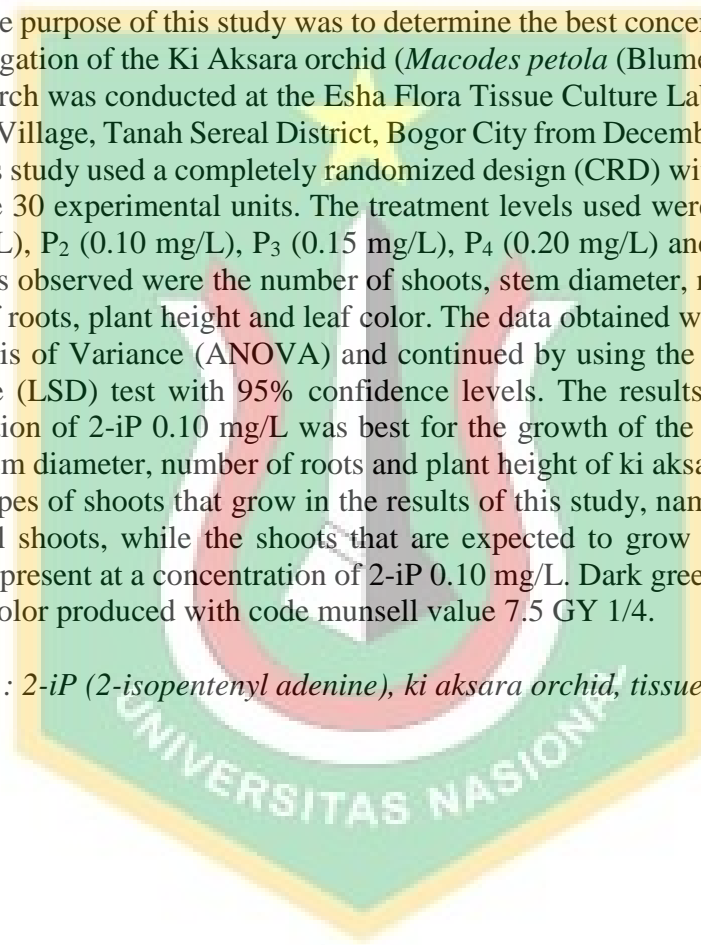 e purpose of this study was to determine the best concen
gation of the Ki Aksara orchid (Macodes petola (Blume
rch was conducted at the Esha Flora Tissue Culture La
Village, Tanah Sereal District, Bogor City from Decemb
s study used a completely randomized design (CRD) wi
e 30 experimental units. The treatment levels used were
L), P₂ (0.10 mg/L), P₃ (0.15 mg/L), P₄ (0.20 mg/L) and
s observed were the number of shoots, stem diameter,
f roots, plant height and leaf color. The data obtained w
is of Variance (ANOVA) and continued by using the
e (LSD) test with 95% confidence levels. The results
tion of 2-iP 0.10 mg/L was best for the growth of the
m diameter, number of roots and plant height of ki aksa
pes of shoots that grow in the results of this study, nam
l shoots, while the shoots that are expected to grow
present at a concentration of 2-iP 0.10 mg/L. Dark gree
color produced with code munsell value 7.5 GY 1/4.
: 2-iP (2-isopentenyl adenine), ki aksara orchid, tissue
UNIVERSITAS NASIONAL